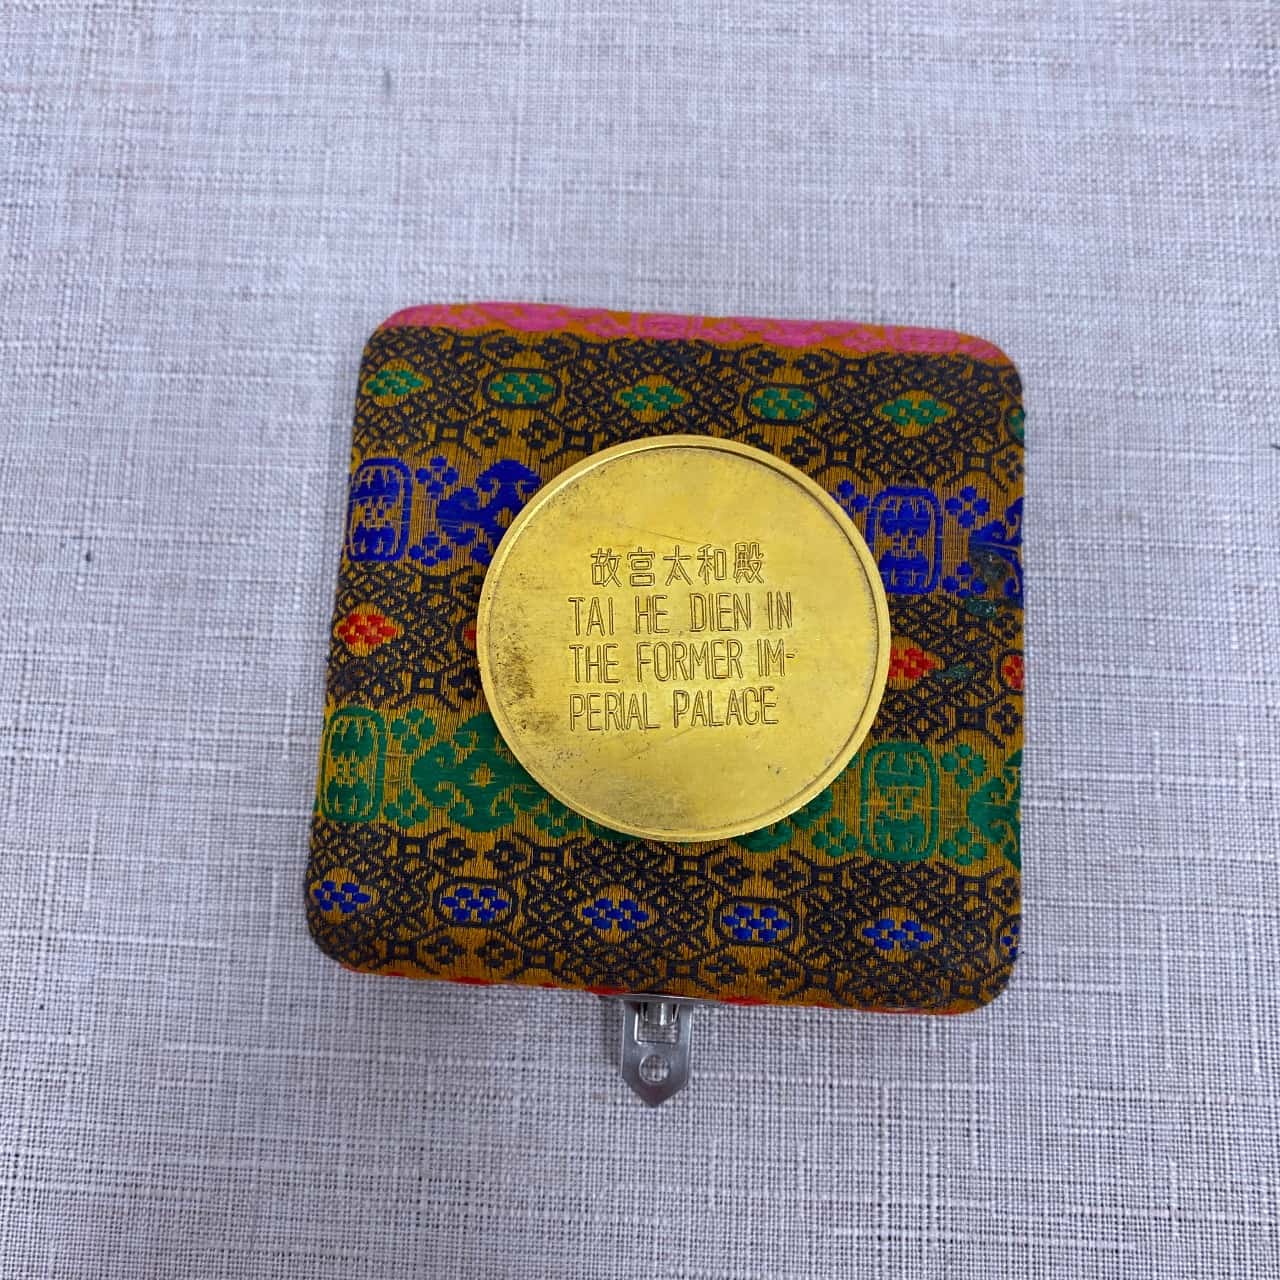 故宫太和殿
TAI HE DIEN IN
THE FORMER IM-
PERIAL PALACE